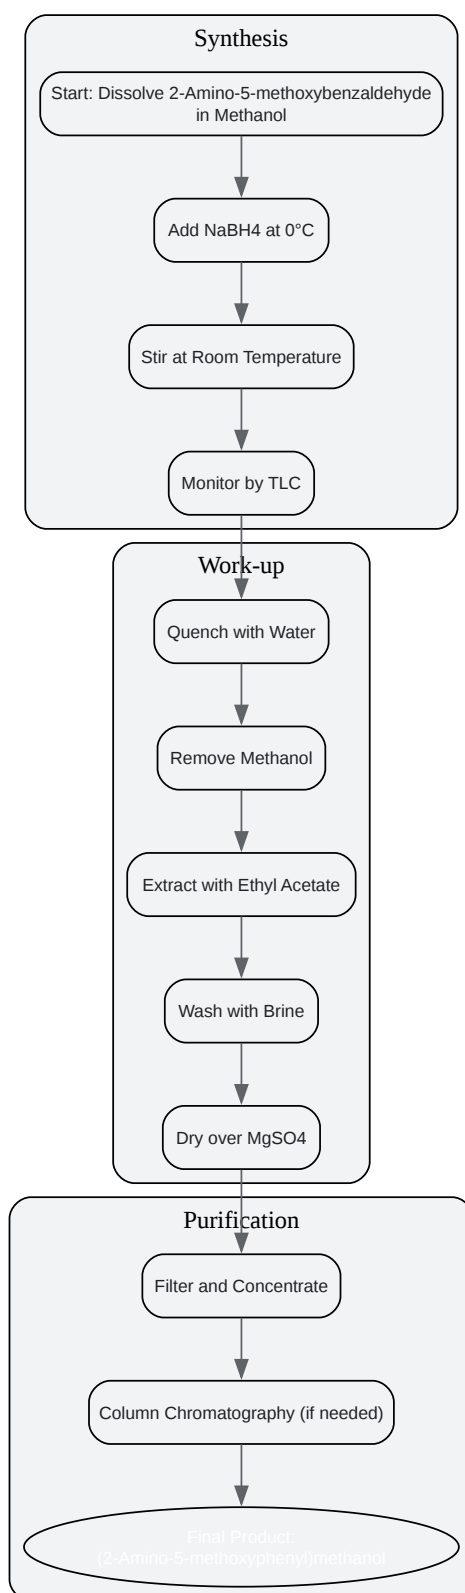 Synthesis
Start: Dissolve 2-Amino-5-methoxybenzaldehyde
in Methanol
Add NaBH4 at 0°C
Stir at Room Temperature
Monitor by TLC
Work-up
Quench with Water
Remove Methanol
Extract with Ethyl Acetate
Wash with Brine
Dry over MgSO4
Purification
Filter and Concentrate
Column Chromatography (if needed)
Final Product:
(2-Amino-5-methoxyphenyl)methanol